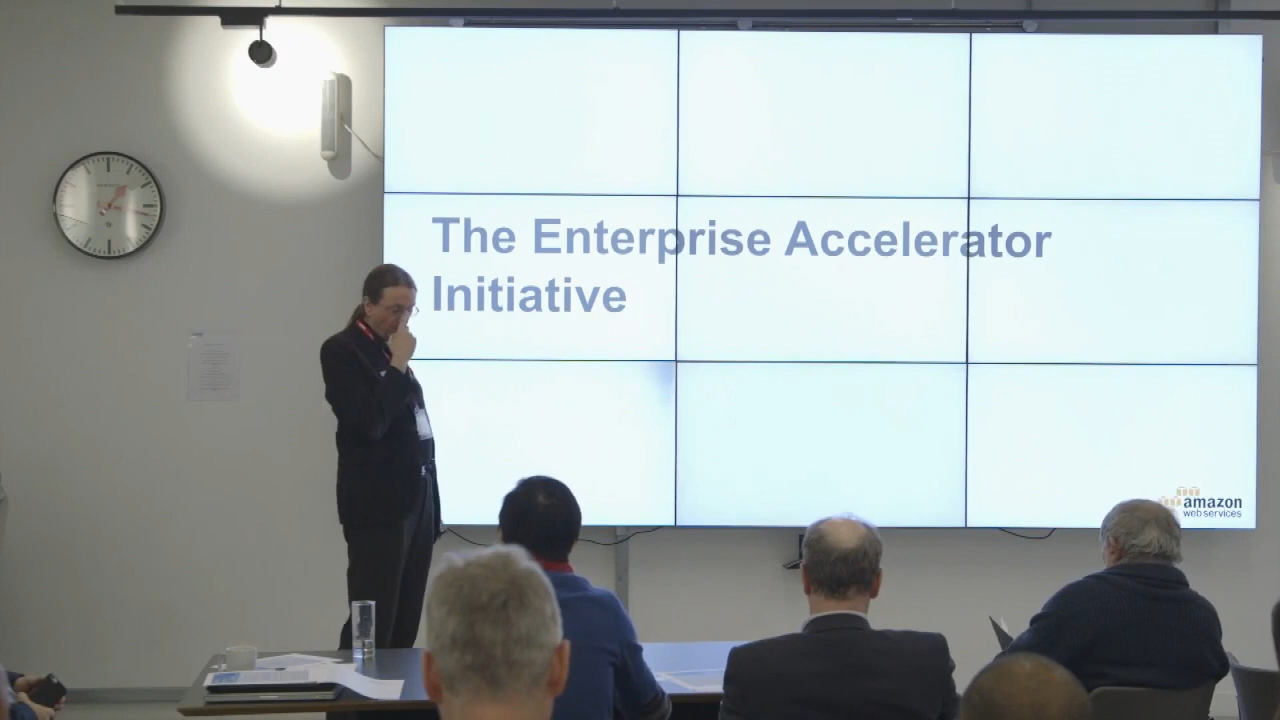 The Enterprise Accelerator
Initiative
amazon
web services